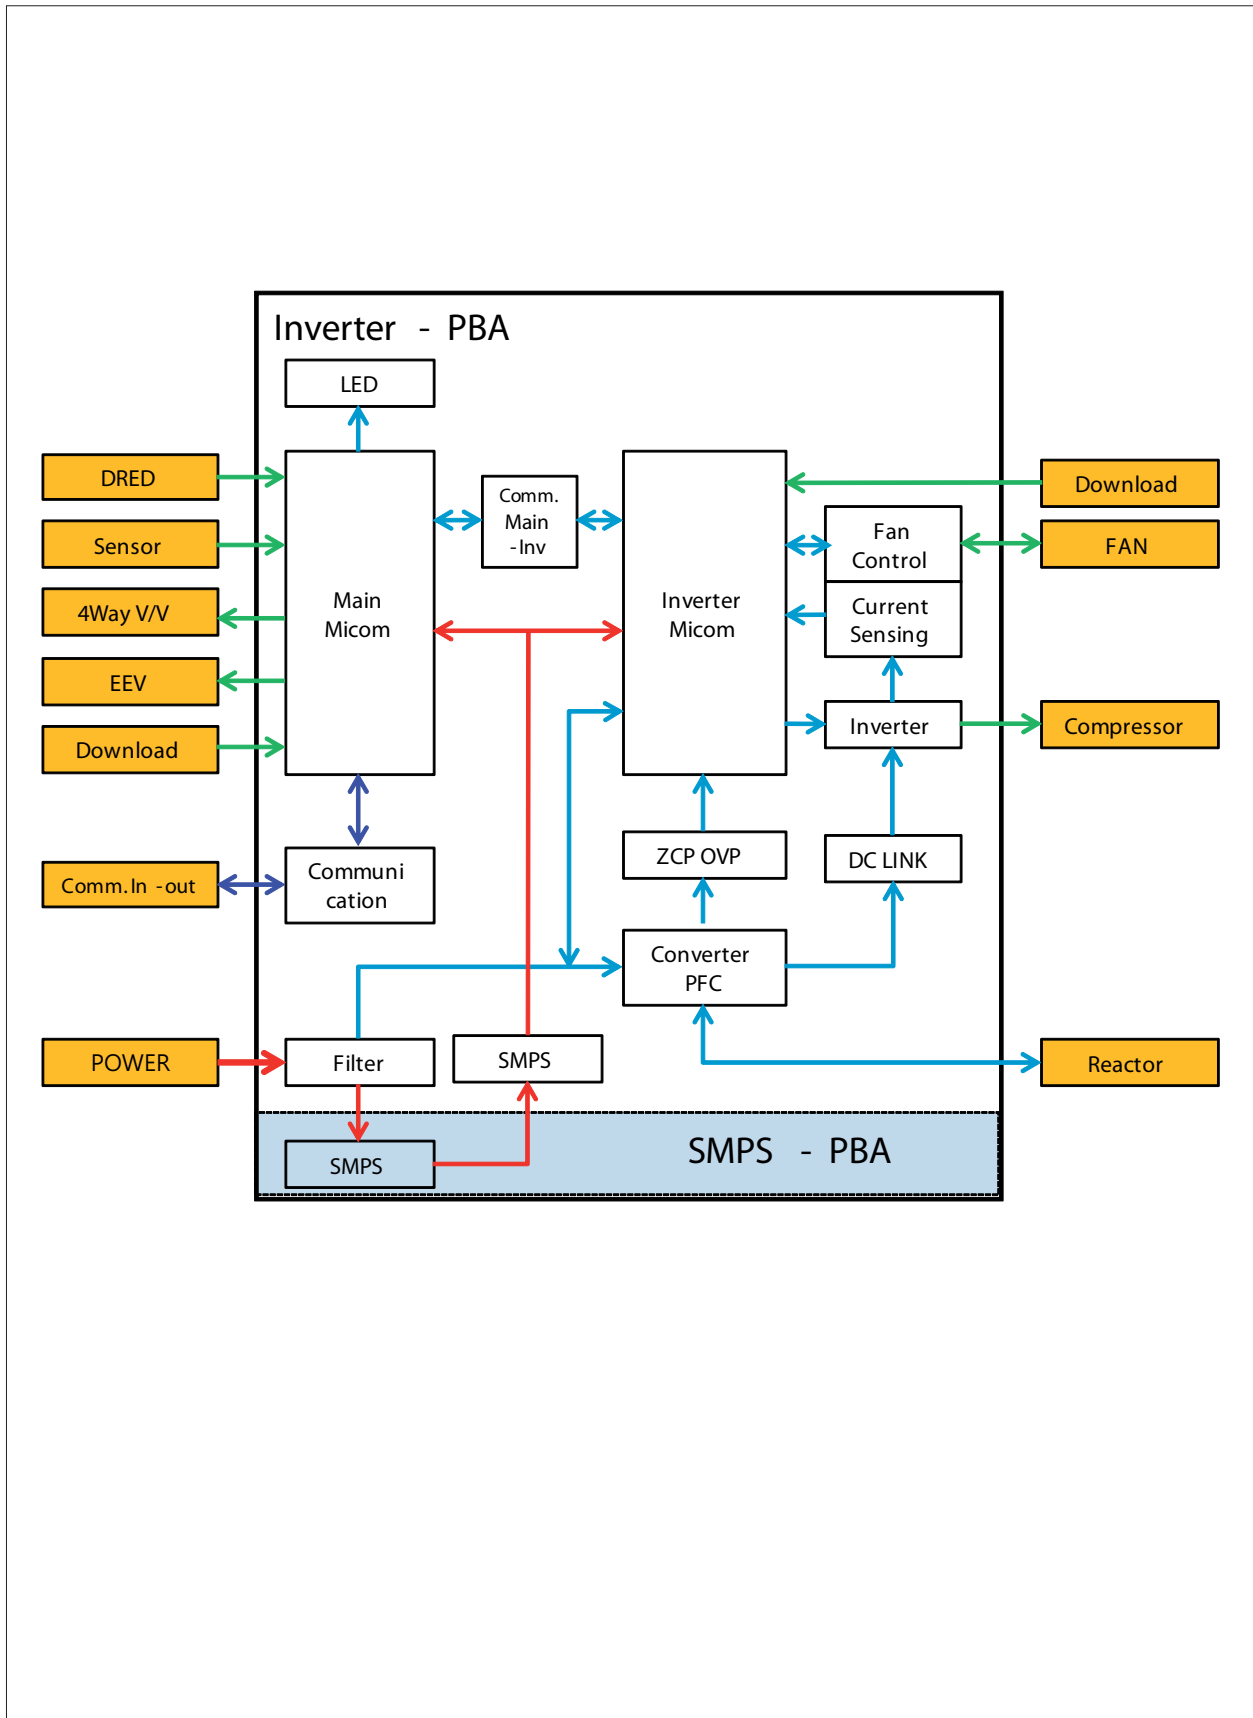 Inverter - PBA
LED
DRED
Sensor
4Way V/V
EEV
Download
Main
Micom
Comm.
Main
-Inv
Inverter
Micom
Fan
Control
Current
Sensing
Download
FAN
Inverter
Compressor
ZCP OVP
DC LINK
Comm.In -out
Communi
cation
Converter
PFC
POWER
Filter
SMPS
Reactor
SMPS
SMPS - PBA